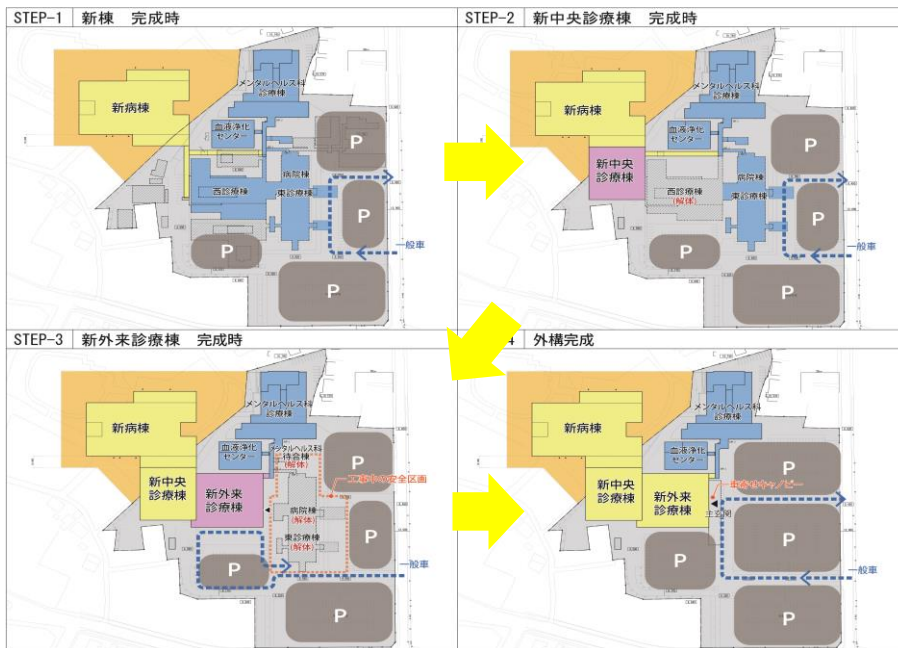 STEP-1 新棟 完成時
メンタルヘルス科
診療棟
新病棟
血液浄化
センター
P
病院棟
西診療棟
東診療棟
P
P
一般車
P
STEP-2 新中央診療棟 完成時
メンタルヘルス科
診療棟
新病棟
血液浄化
センター
P
新中央
診療棟
病院棟
西診療棟
(解体)
東診療棟
P
P
一般車
P
STEP-3 新外来診療棟 完成時
メンタルヘルス科
診療棟
新病棟
血液浄化
センター
メンタルヘルス科
待合棟
(解体)
P
工事中の安全区画
新中央
診療棟
新外来
診療棟
病院棟
(解体)
東診療棟
(解体)
P
P
一般車
P
4 外構完成
メンタルヘルス科
診療棟
新病棟
血液浄化
センター
P
車寄せキャノピー
新中央
診療棟
新外来
診療棟
主玄関
P
P
一般車
P